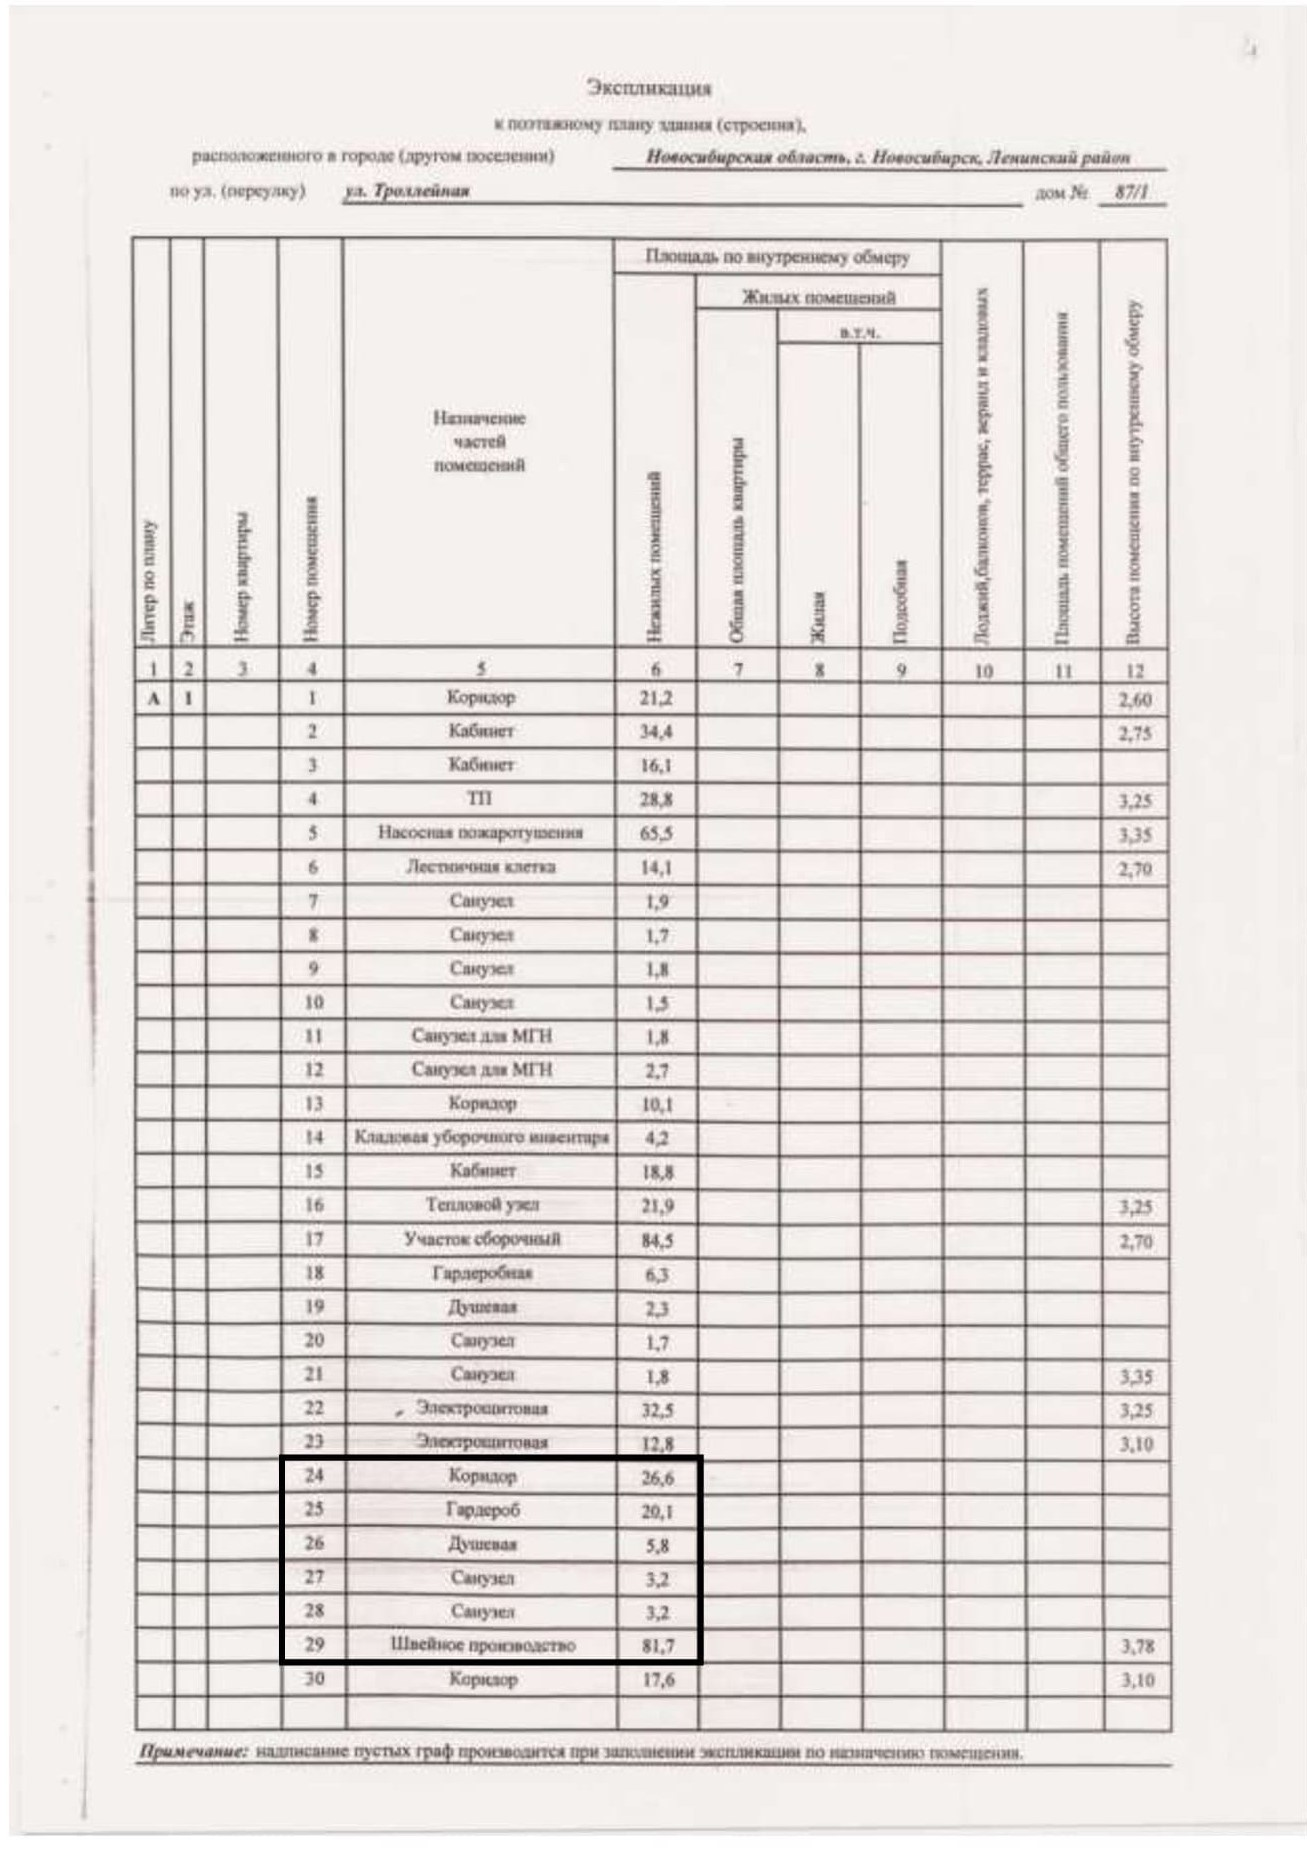 Экспликация
к поэтажному плану здания (строения),
расположенного в городе (другом поселении) Новосибирская область, г. Новосибирск, Ленинский район
по ул. (переулку) ул. Троллейная дом № 87/1
Площадь по внутреннему обмеру
Жилых помещений
в.т.ч.
Литер по плану
Этаж
Номер квартиры
Номер помещения
Назначение
частей
помещений
Нежилых помещений
Общая площадь квартиры
Жилая
Подсобная
Лоджий,балконов, террас, веранд и кладовых
Площадь помещений общего пользования
Высота помещения по внутреннему обмеру
1 2 3 4 5 6 7 8 9 10 11 12
А 1 1 Коридор 21,2 2,60
2 Кабинет 34,4 2,75
3 Кабинет 16,1
4 ТП 28,8 3,25
5 Насосная пожаротушения 65,5 3,35
6 Лестничная клетка 14,1 2,70
7 Санузел 1,9
8 Санузел 1,7
9 Санузел 1,8
10 Санузел 1,5
11 Санузел для МГН 1,8
12 Санузел для МГН 2,7
13 Коридор 10,1
14 Кладовая уборочного инвентаря 4,2
15 Кабинет 18,8
16 Тепловой узел 21,9 3,25
17 Участок сборочный 84,5 2,70
18 Гардеробная 6,3
19 Душевая 2,3
20 Санузел 1,7
21 Санузел 1,8 3,35
22 Электрощитовая 32,5 3,25
23 Электрощитовая 12,8 3,10
24 Коридор 26,6
25 Гардероб 20,1
26 Душевая 5,8
27 Санузел 3,2
28 Санузел 3,2
29 Швейное производство 81,7 3,78
30 Коридор 17,6 3,10
Примечание: надписание пустых граф производится при заполнении экспликации по назначению помещения.